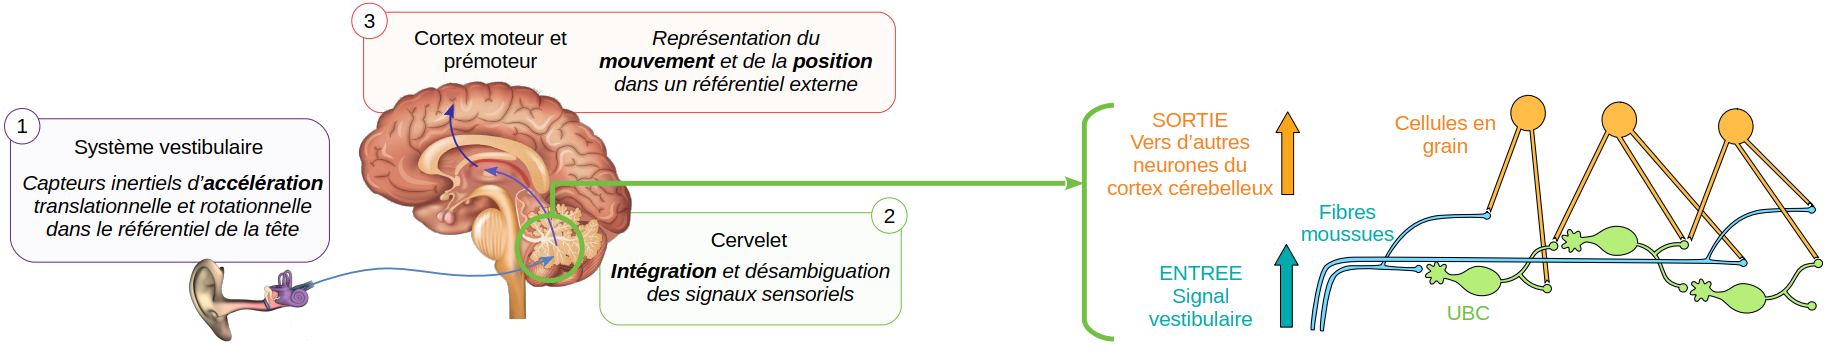 1
Système vestibulaire
Capteurs inertiels d'accélération
translationnelle et rotationnelle
dans le référentiel de la tête
3
Cortex moteur et
prémoteur
Représentation du
mouvement et de la position
dans un référentiel externe
2
Cervelet
Intégration et désambiguation
des signaux sensoriels
SORTIE
Vers d'autres
neurones du
cortex cérebelleux
ENTREE
Signal
vestibulaire
Cellules en
grain
Fibres
moussues
UBC